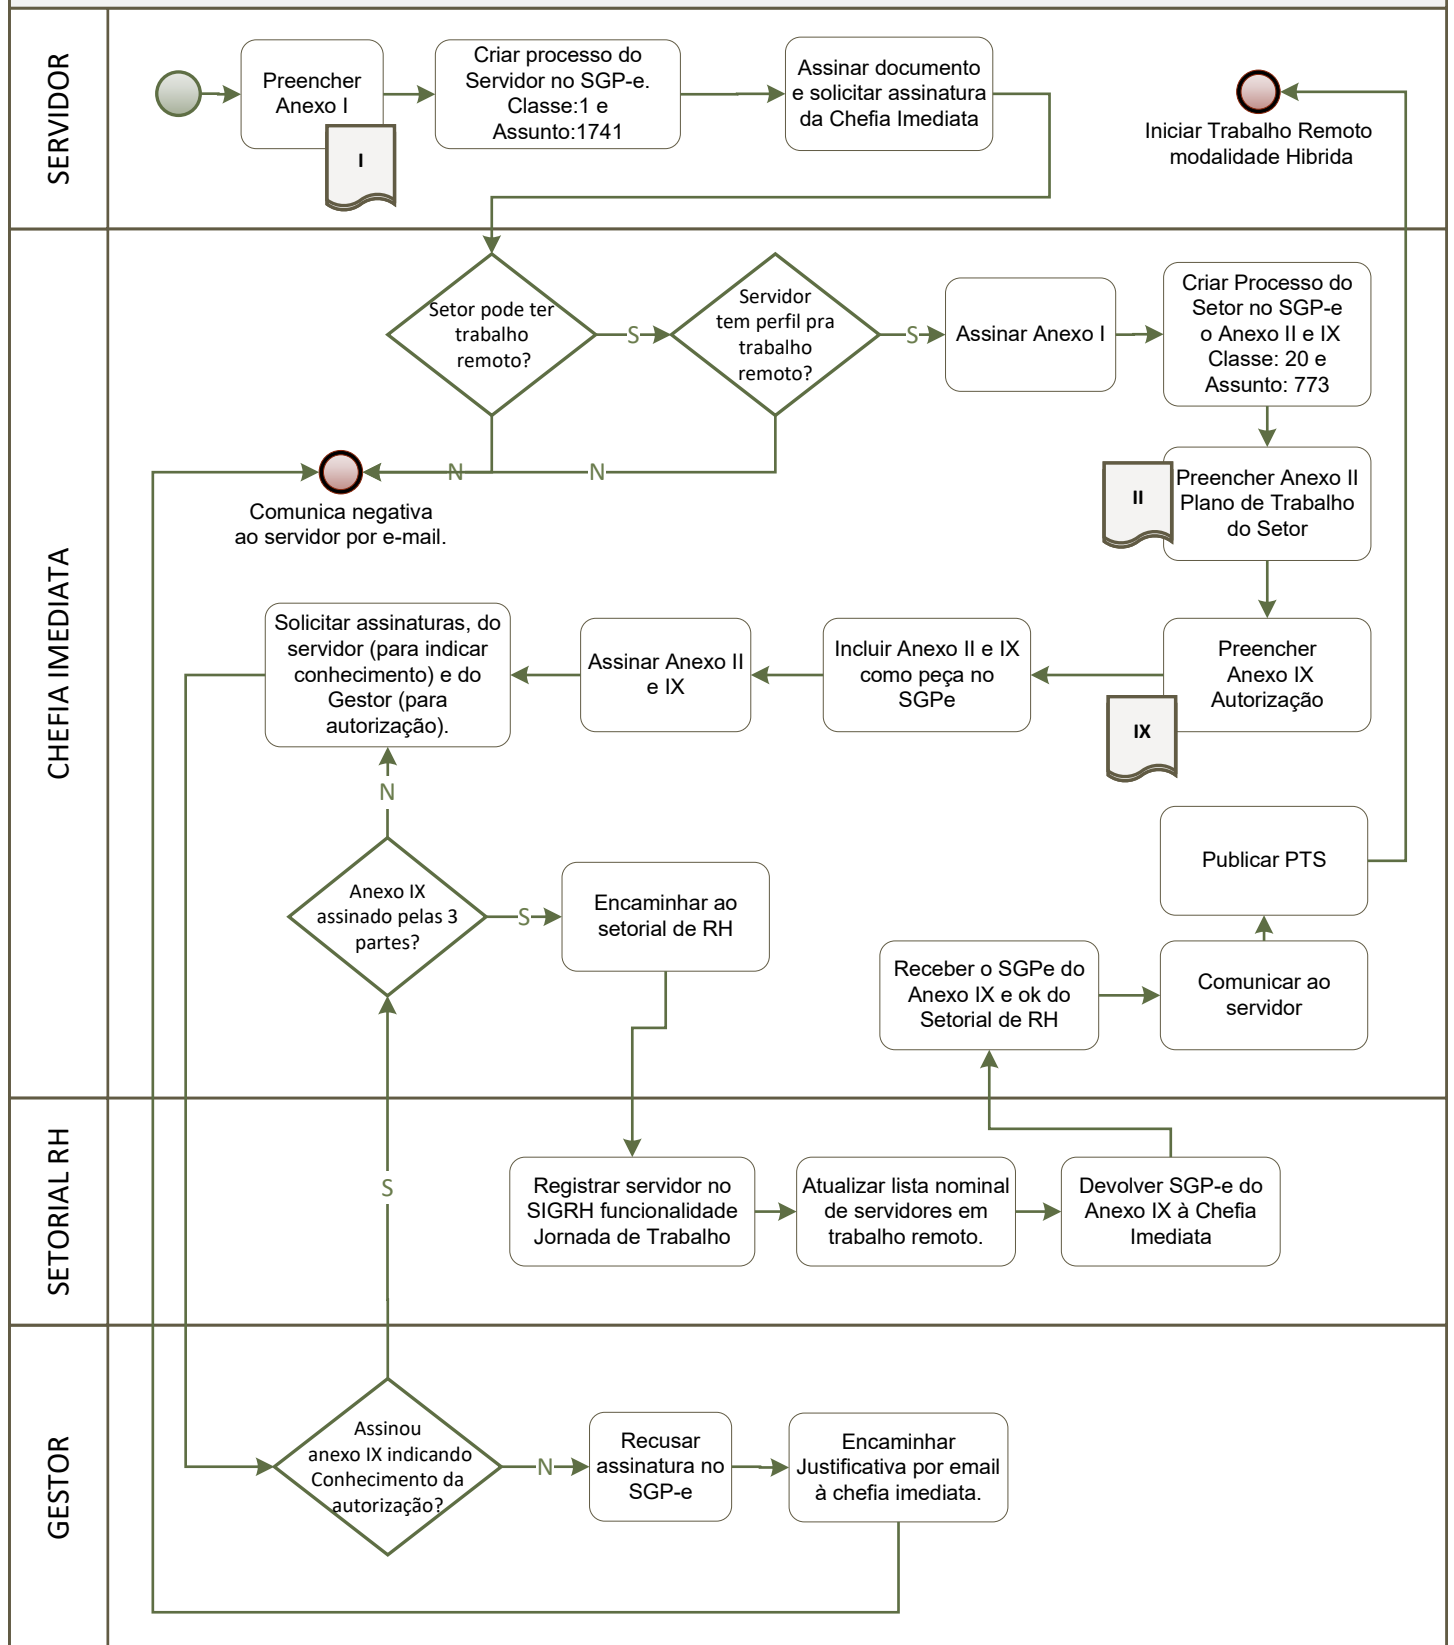 SERVIDOR
Preencher
Anexo I
I
Criar processo do
Servidor no SGP-e.
Classe:1 e
Assunto:1741
Assinar documento
e solicitar assinatura
da Chefia Imediata
Iniciar Trabalho Remoto
modalidade Hibrida
CHEFIA IMEDIATA
Setor pode ter
trabalho
remoto?
S
Servidor
tem perfil pra
trabalho
remoto?
S
Assinar Anexo I
Criar Processo do
Setor no SGP-e
o Anexo II e IX
Classe: 20 e
Assunto: 773
N
N
Comunica negativa
ao servidor por e-mail.
II
Preencher Anexo II
Plano de Trabalho
do Setor
Solicitar assinaturas, do
servidor (para indicar
conhecimento) e do
Gestor (para
autorização).
Assinar Anexo II
e IX
Incluir Anexo II e IX
como peça no
SGPe
Preencher
Anexo IX
Autorização
IX
N
Anexo IX
assinado pelas 3
partes?
S
Encaminhar ao
setorial de RH
Publicar PTS
Receber o SGPe do
Anexo IX e ok do
Setorial de RH
Comunicar ao
servidor
SETORIAL RH
S
Registrar servidor no
SIGRH funcionalidade
Jornada de Trabalho
Atualizar lista nominal
de servidores em
trabalho remoto.
Devolver SGP-e do
Anexo IX à Chefia
Imediata
GESTOR
Assinou
anexo IX indicando
Conhecimento da
autorização?
N
Recusar
assinatura no
SGP-e
Encaminhar
Justificativa por email
à chefia imediata.